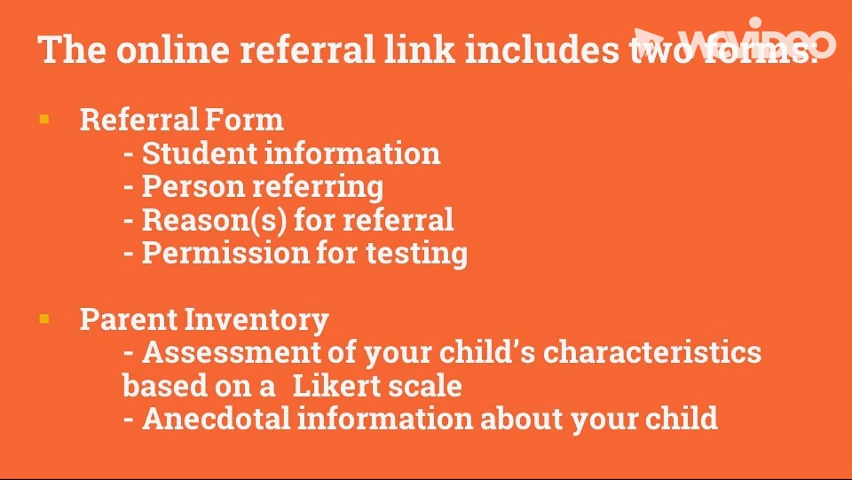 The online referral link includes two forms:
WeVideo
Referral Form
- Student information
- Person referring
- Reason(s) for referral
- Permission for testing
Parent Inventory
- Assessment of your child's characteristics
based on a Likert scale
- Anecdotal information about your child